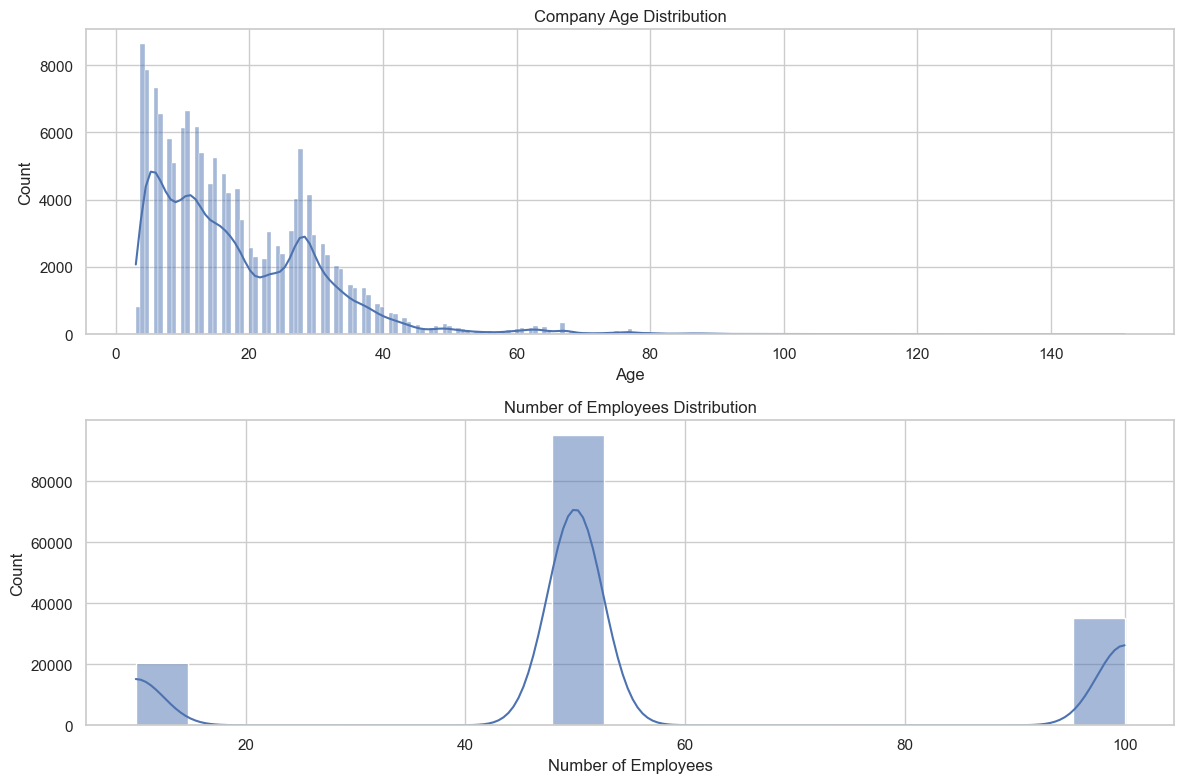 Company Age Distribution
8000
6000
4000
2000
0
Count
0 20 40 60 80 100 120 140
Age
Number of Employees Distribution
80000
60000
40000
20000
0
Count
20 40 60 80 100
Number of Employees